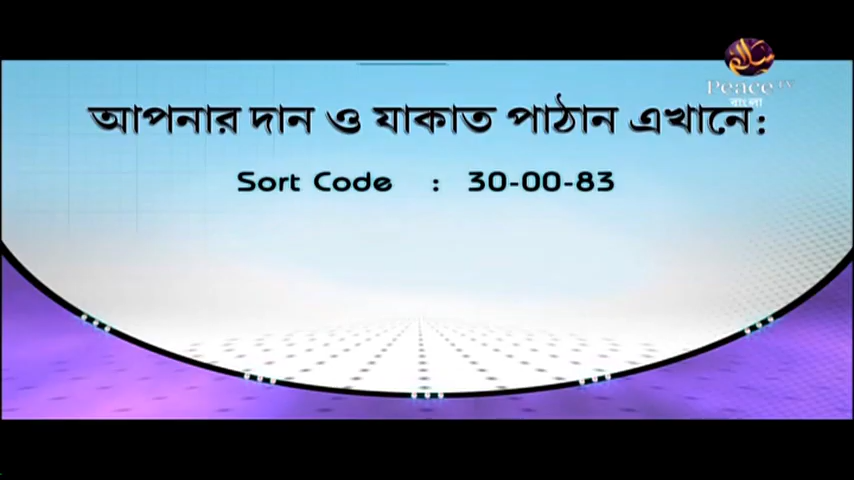 Peace TV
বাংলা
আপনার দান ও যাকাত পাঠান এখানে:
Sort Code : 30-00-83